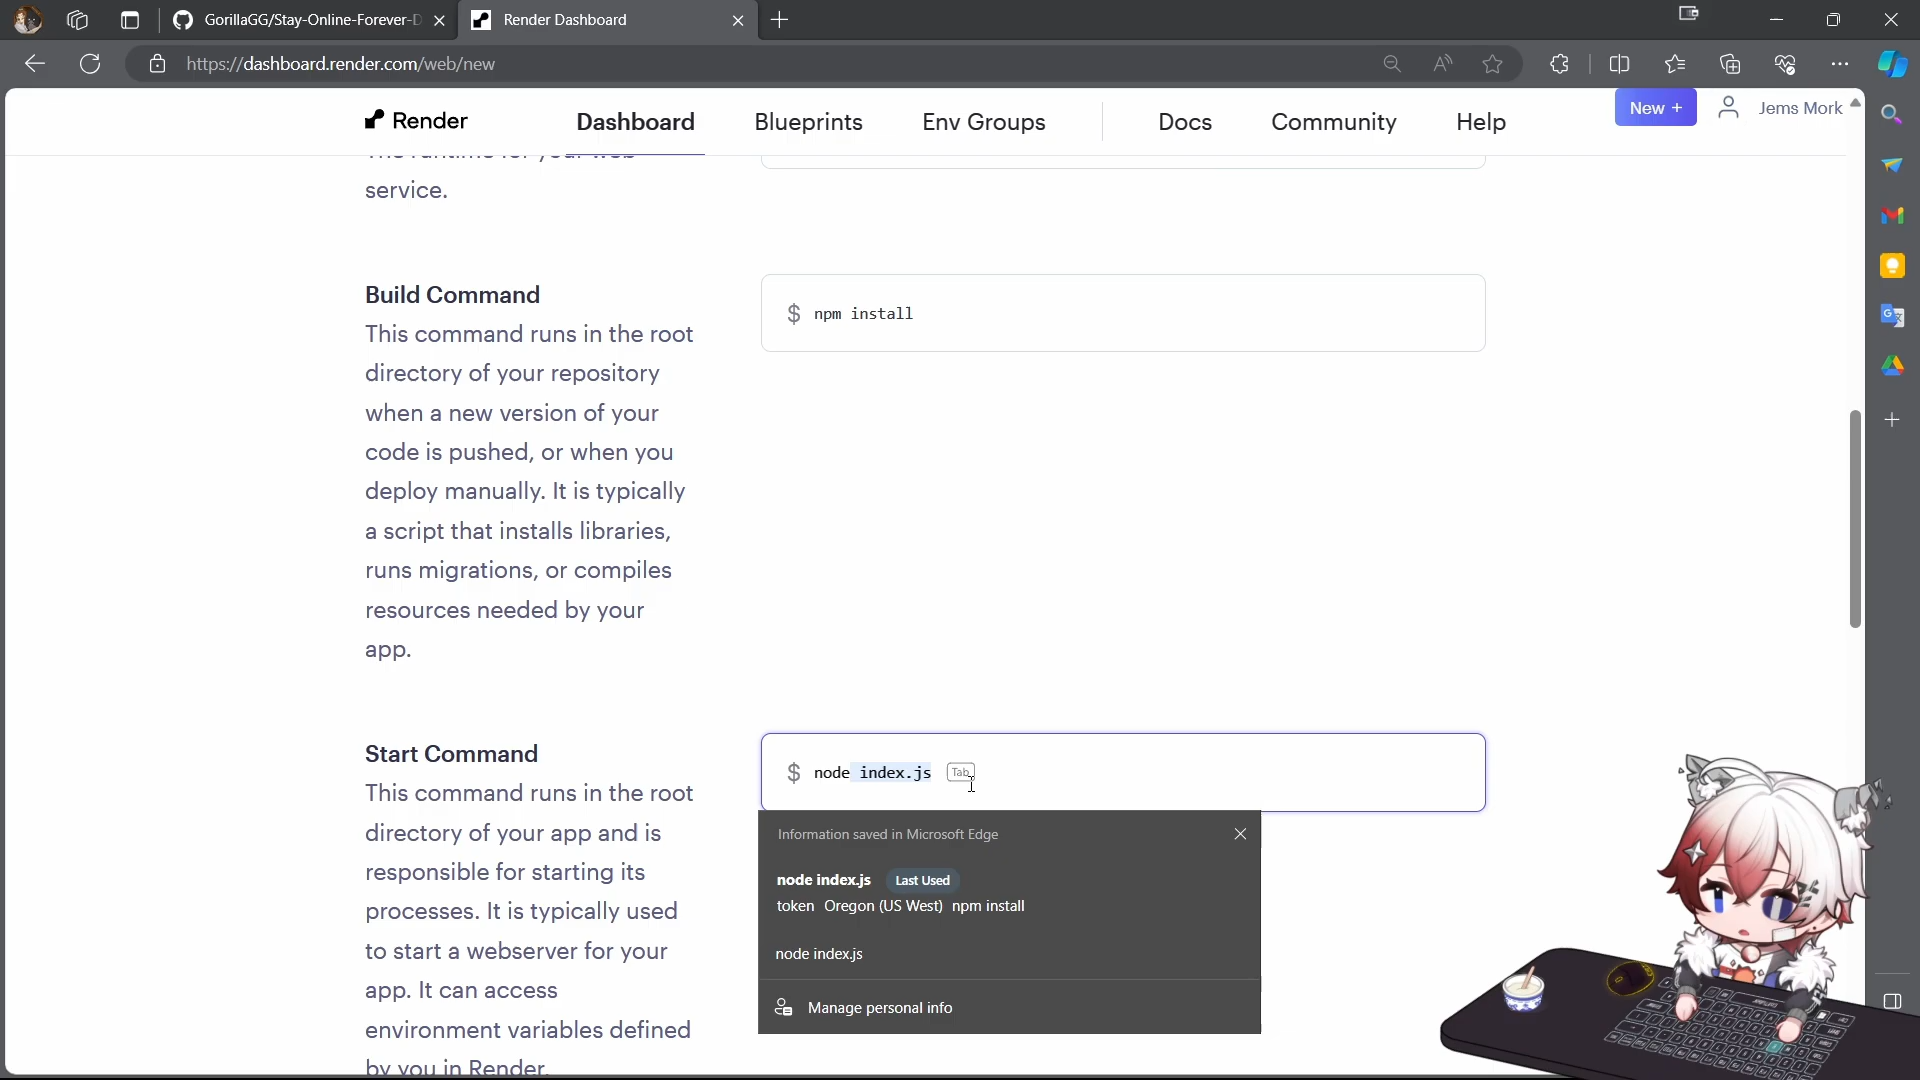 GorillaGG/Stay-Online-Forever-D
Render Dashboard
https://dashboard.render.com/web/new
Render
Dashboard
Blueprints
Env Groups
Docs
Community
Help
New +
Jems Mork
The runtime for your web
service.
Build Command
This command runs in the root
directory of your repository
when a new version of your
code is pushed, or when you
deploy manually. It is typically
a script that installs libraries,
runs migrations, or compiles
resources needed by your
app.
$ npm install
Start Command
This command runs in the root
directory of your app and is
responsible for starting its
processes. It is typically used
to start a webserver for your
app. It can access
environment variables defined
by you in Render.
$ node index.js Tab
Information saved in Microsoft Edge
node index.js Last Used
token Oregon (US West) npm install
node index.js
Manage personal info